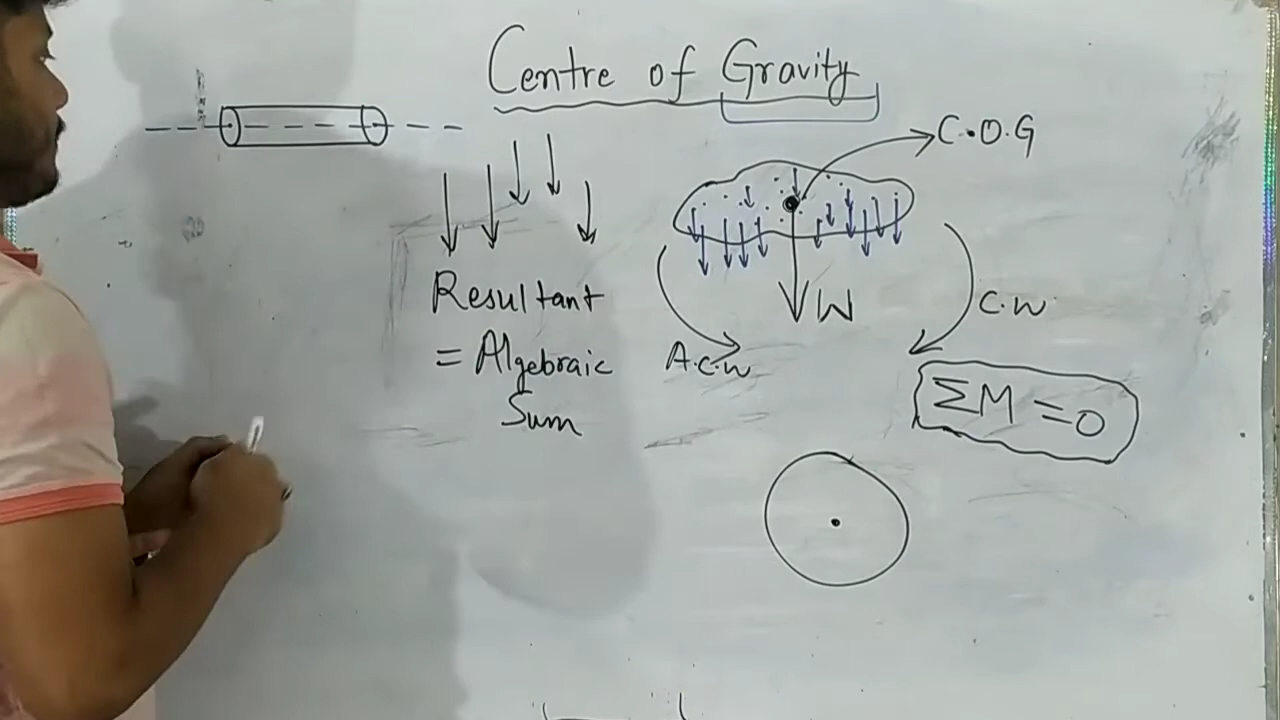 Centre of Gravity
C.O.G
Resultant
= Algebraic
Sum
W
A.C.W
C.W
ΣM = 0